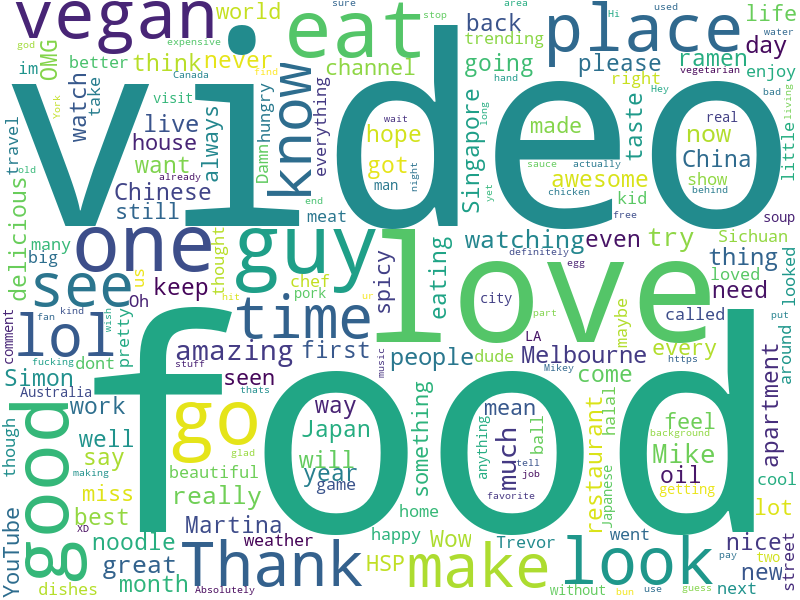 vegan
world
eat
place
life
sure
area
stop
Hi
used
water
god
expensive
OMG
im
better
think
never
back
trending
going
please
ramen
day
channel
right
enjoy
vegetarian
bad
Canada
find
York
watch
take
visit
video
know
hungry
Damn
everything
wait
hope
got
man
night
long
Singapore
made
taste
Hey
now
real
China
show
behind
little
living
travel
old
live
house
always
want
already
Chinese
still
end
meat
yet
sauce
actually
chicken
awesome
kid
free
soup
delicious
many
big
one
us
thought
guy
love
definitely
egg
watching
even
try
Sichuan
thing
loved
looked
see
Oh
keep
hit
chef
pork
ur
spicy
eating
city
part
need
called
put
around
comment
fan
kind
wish
lol
pretty
time
music
LA
maybe
every
fucking
dont
amazing
stuff
first
people
dude
Melbourne
https
Simon
seen
thats
Mikey
come
apartment
Australia
food
good
work
go
way
Japan
will
year
game
something
much
mean
ball
anything
tell
job
favorite
restaurant
halal
Japanese
feel
background
Mike
oil
getting
though
well
say
making
glad
beautiful
miss
really
best
home
cool
lot
YouTube
noodle
Martina
weather
happy
Wow
Trevor
went
nice
two
street
great
month
dishes
Thank
Absolutely
HSP
make
without
bun
use
look
guess
pay
next
new